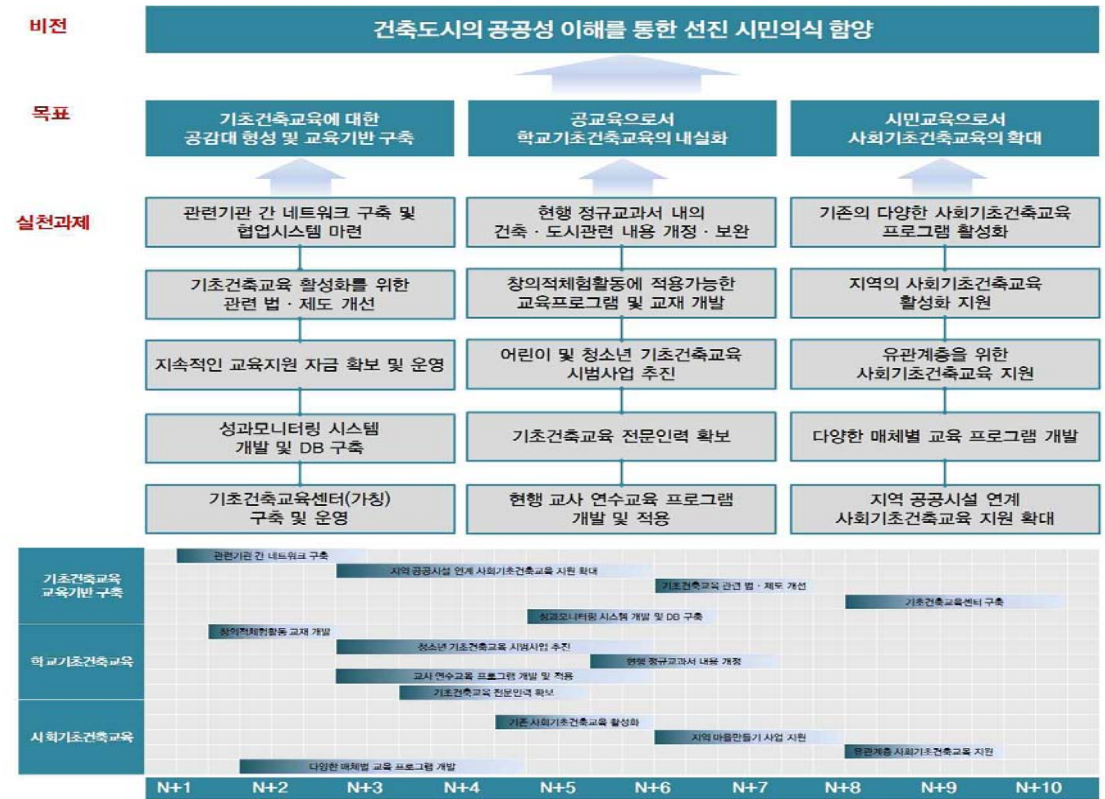 비전
건축도시의 공공성 이해를 통한 선진 시민의식 함양
목표
기초건축교육에 대한
공감대 형성 및 교육기반 구축
공교육으로서
학교기초건축교육의 내실화
시민교육으로서
사회기초건축교육의 확대
실천과제
관련기관 간 네트워크 구축 및
협업시스템 마련
현행 정규교과서 내의
건축 · 도시관련 내용 개정 · 보완
기존의 다양한 사회기초건축교육
프로그램 활성화
기초건축교육 활성화를 위한
관련 법 · 제도 개선
창의적체험활동에 적용가능한
교육프로그램 및 교재 개발
지역의 사회기초건축교육
활성화 지원
지속적인 교육지원 자금 확보 및 운영
어린이 및 청소년 기초건축교육
시범사업 추진
유관계층을 위한
사회기초건축교육 지원
성과모니터링 시스템
개발 및 DB 구축
기초건축교육 전문인력 확보
다양한 매체별 교육 프로그램 개발
기초건축교육센터(가칭)
구축 및 운영
현행 교사 연수교육 프로그램
개발 및 적용
지역 공공시설 연계
사회기초건축교육 지원 확대
기초건축교육
교육기반 구축
관련기관 간 네트워크 구축
지역 공공시설 연계 사회기초건축교육 지원 확대
기초건축교육 관련 법 · 제도 개선
기초건축교육센터 구축
성과모니터링 시스템 개발 및 DB 구축
학교기초건축교육
창의적체험활동 교재 개발
청소년 기초건축교육 시범사업 추진
현행 정규교과서 내용 개정
교사 연수교육 프로그램 개발 및 적용
기초건축교육 전문인력 확보
사회기초건축교육
기존 사회기초건축교육 활성화
지역 마을만들기 사업 지원
유관계층 사회기초건축교육 지원
다양한 매체별 교육 프로그램 개발
N+1 N+2 N+3 N+4 N+5 N+6 N+7 N+8 N+9 N+10